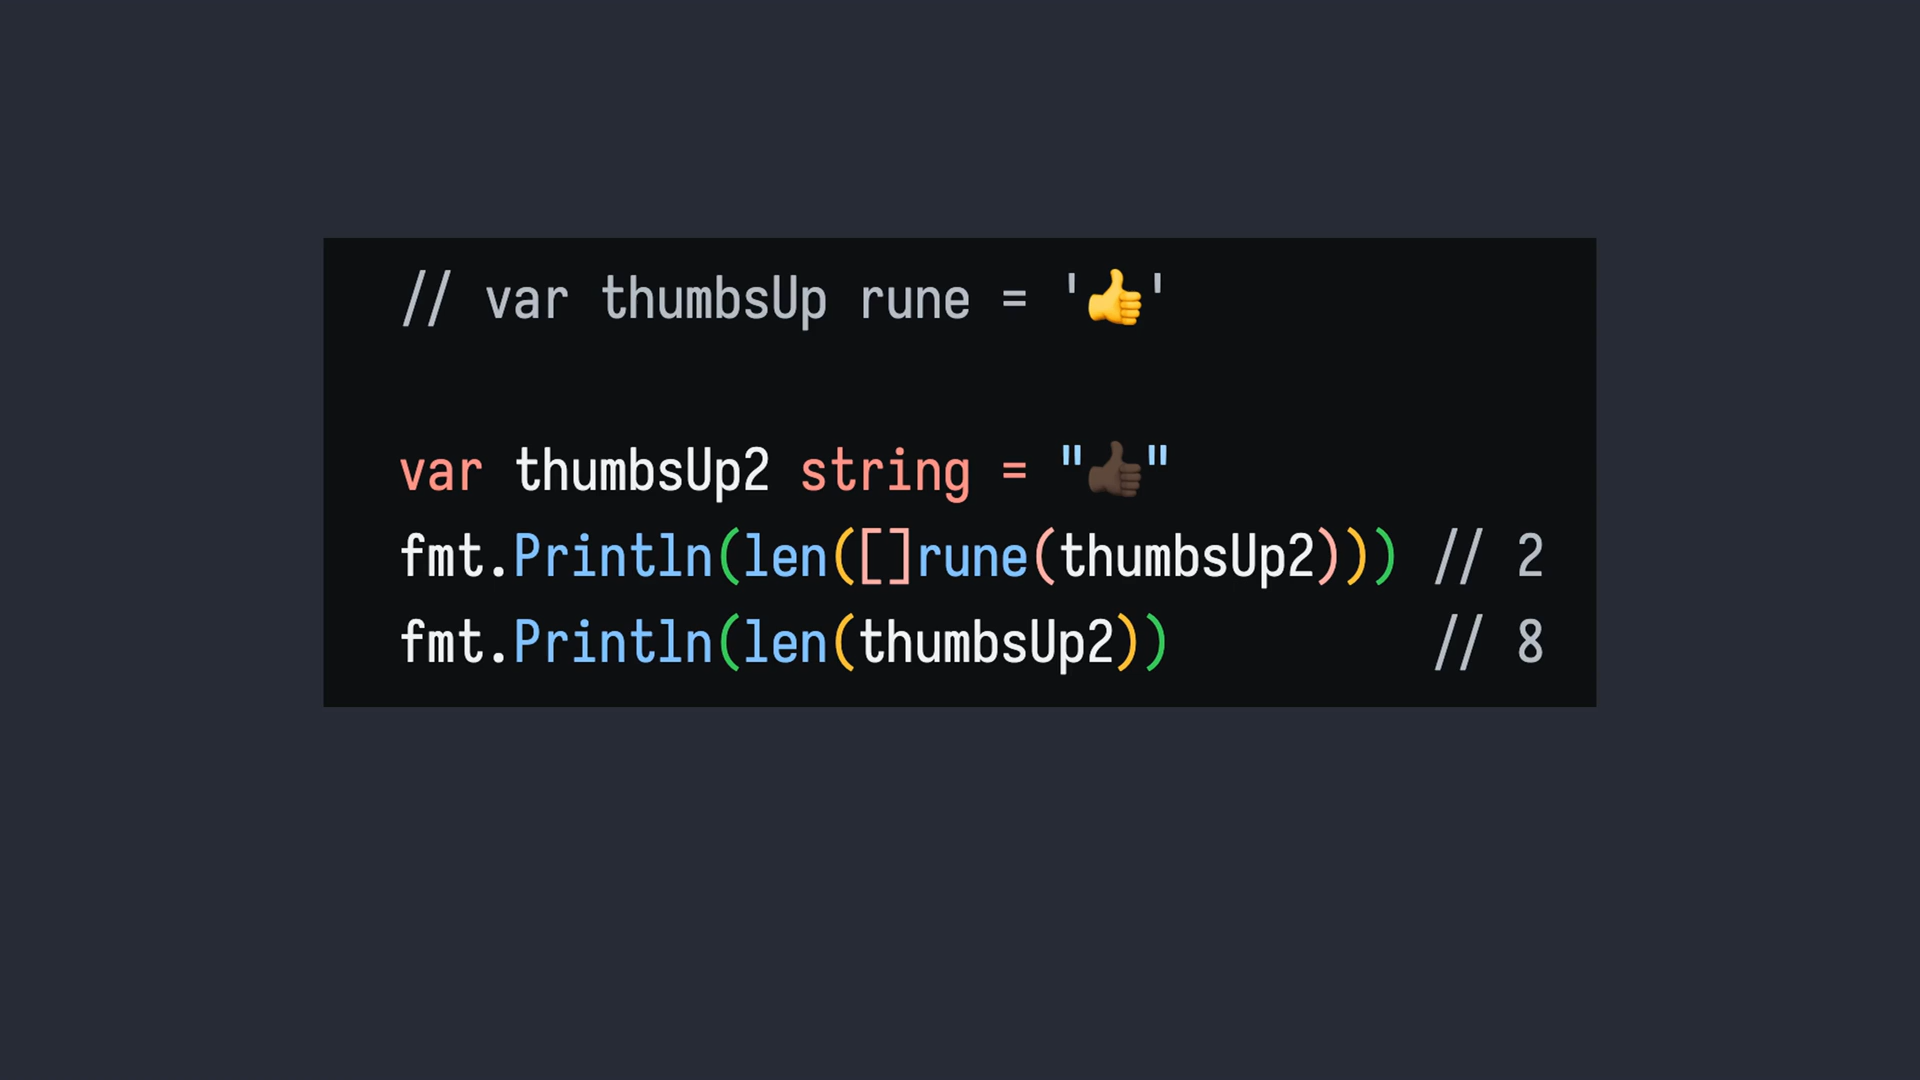 // var thumbsUp rune = '👍'
var thumbsUp2 string = "👍🏿"
fmt.Println(len([]rune(thumbsUp2))) // 2
fmt.Println(len(thumbsUp2)) // 8